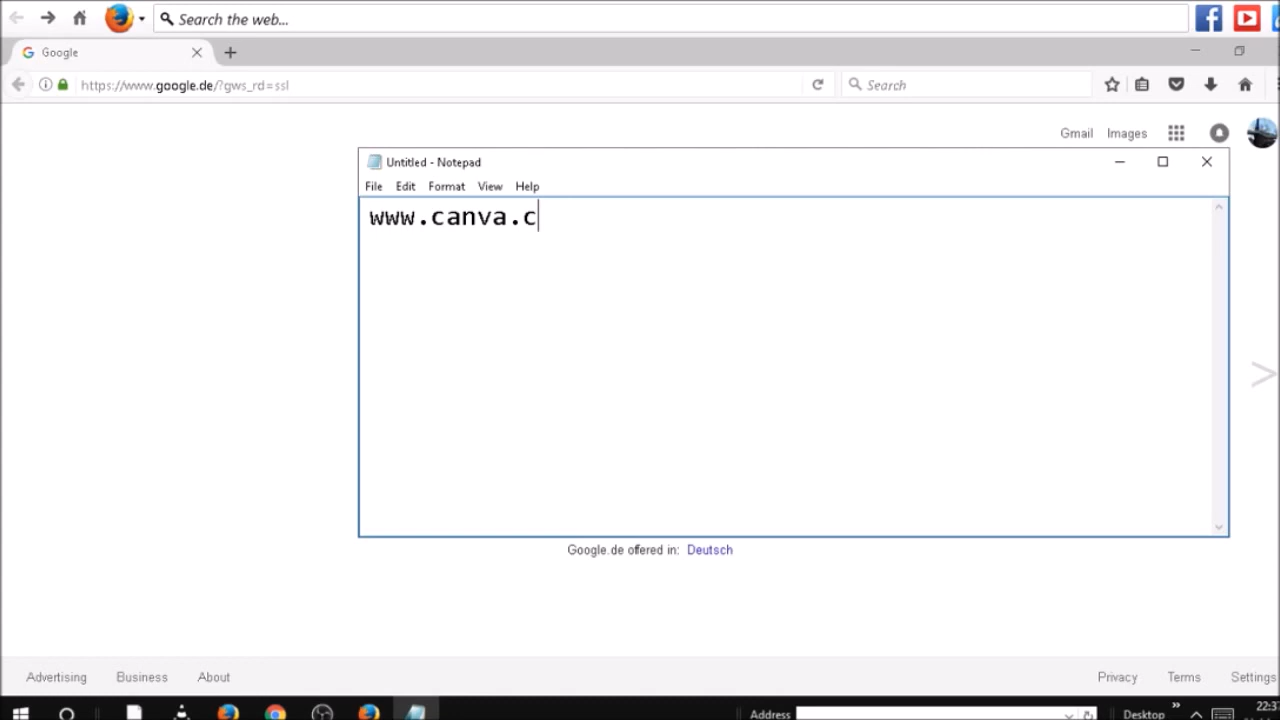 Search the web...
Google
https://www.google.de/?gws_rd=ssl
Search
Gmail Images
Untitled - Notepad
File Edit Format View Help
www.canva.c
Google.de offered in: Deutsch
Advertising Business About
Privacy Terms Settings
Address
Desktop